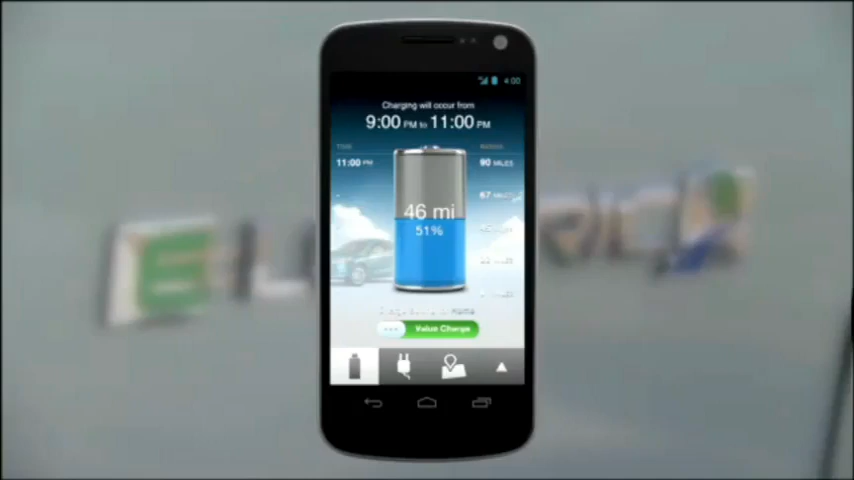 4:00
Charging will occur from
9:00 PM to 11:00 PM
11:00 PM
90 MILES
67 MILES
46 mi
51%
Value Charge